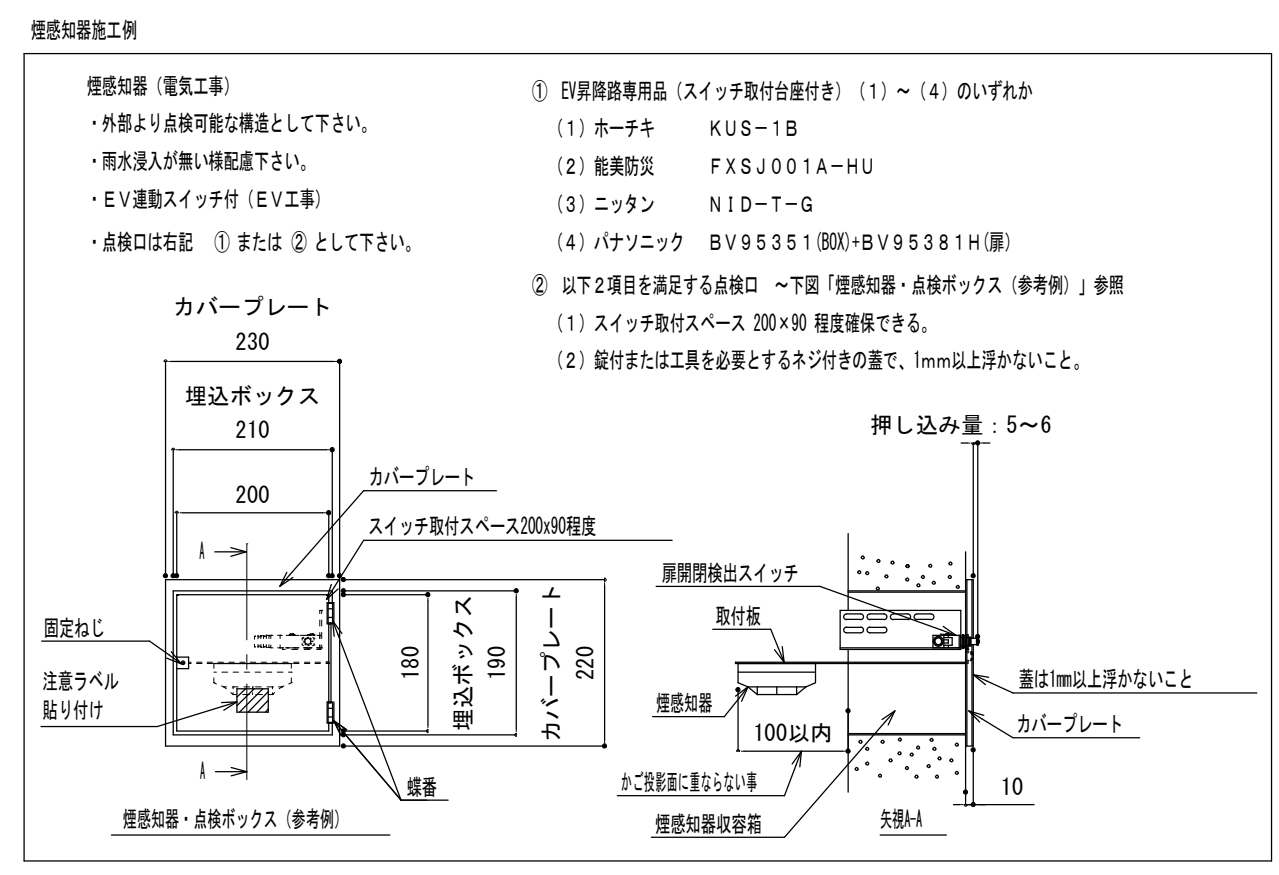 煙感知器施工例
煙感知器（電気工事）
・外部より点検可能な構造として下さい。
・雨水浸入が無い様配慮下さい。
・ＥＶ連動スイッチ付（ＥＶ工事）
・点検口は右記　① または ② として下さい。
① EV昇降路専用品（スイッチ取付台座付き）（１）～（４）のいずれか
（１）ホーチキ　ＫＵＳ－１Ｂ
（２）能美防災　ＦＸＳＪ００１Ａ－ＨＵ
（３）ニッタン　ＮＩＤ－Ｔ－Ｇ
（４）パナソニック　ＢＶ９５３５１(BOX)+ＢＶ９５３８１Ｈ(扉)
② 以下２項目を満足する点検口　～下図「煙感知器・点検ボックス（参考例）」参照
（１）スイッチ取付スペース 200×90 程度確保できる。
（２）錠付または工具を必要とするネジ付きの蓋で、1mm以上浮かないこと。
カバープレート
230
埋込ボックス
210
200
カバープレート
スイッチ取付スペース200x90程度
A
固定ねじ
注意ラベル
貼り付け
A
180
埋込ボックス
190
カバープレート
220
蝶番
煙感知器・点検ボックス（参考例）
押し込み量：5～6
扉開閉検出スイッチ
取付板
煙感知器
100以内
かご投影面に重ならない事
煙感知器収容箱
蓋は1mm以上浮かないこと
カバープレート
10
矢視A-A